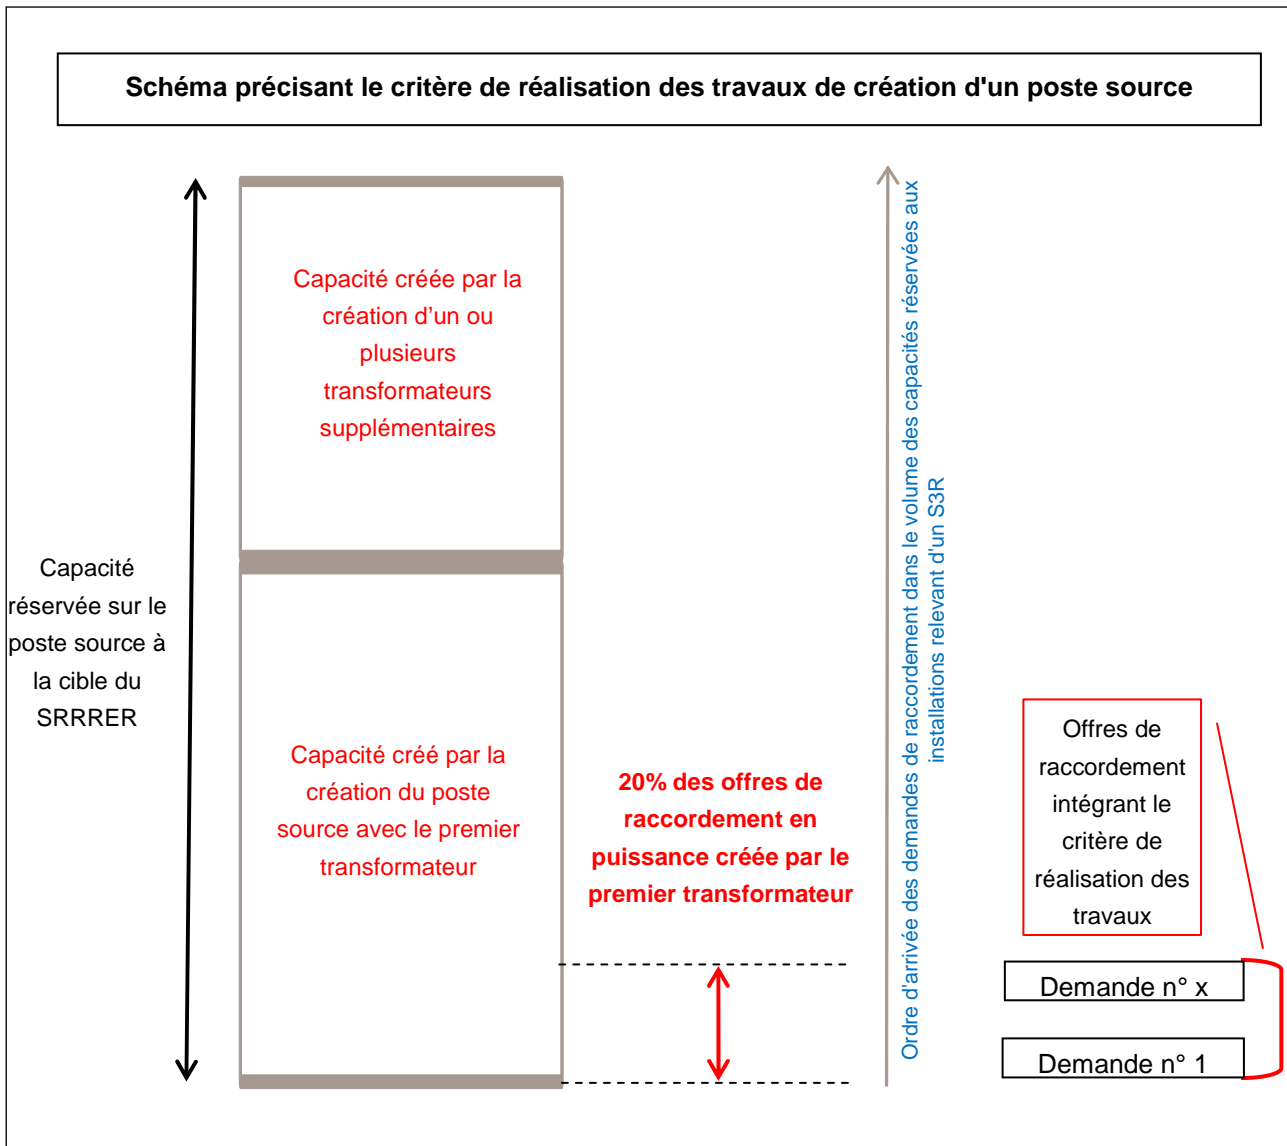 Schéma précisant le critère de réalisation des travaux de création d'un poste source
Capacité
réservée sur le
poste source à
la cible du
SRRRER
Capacité créée par la
création d’un ou
plusieurs
transformateurs
supplémentaires
Capacité créé par la
création du poste
source avec le premier
transformateur
20% des offres de
raccordement en
puissance créée par le
premier transformateur
Ordre d'arrivée des demandes de raccordement dans le volume des capacités réservées aux
installations relevant d'un S3R
Offres de
raccordement
intégrant le
critère de
réalisation des
travaux
Demande n° x
Demande n° 1